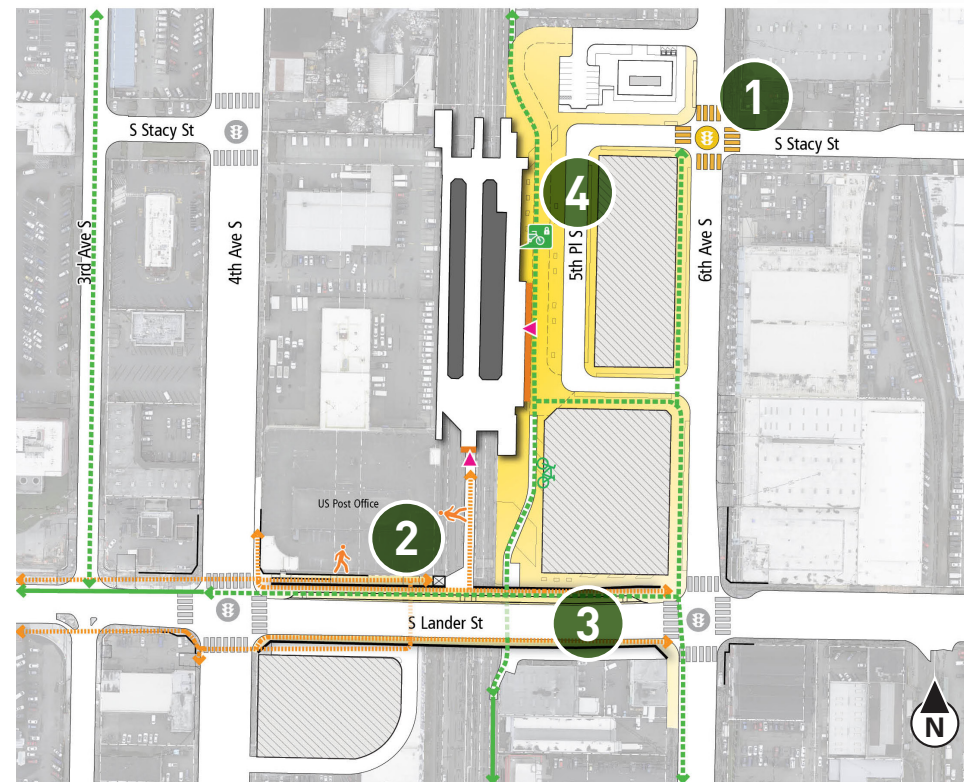 1
S Stacy St
S Stacy St
4
3rd Ave S
4th Ave S
5th Pl S
6th Ave S
US Post Office
2
S Lander St
3
N